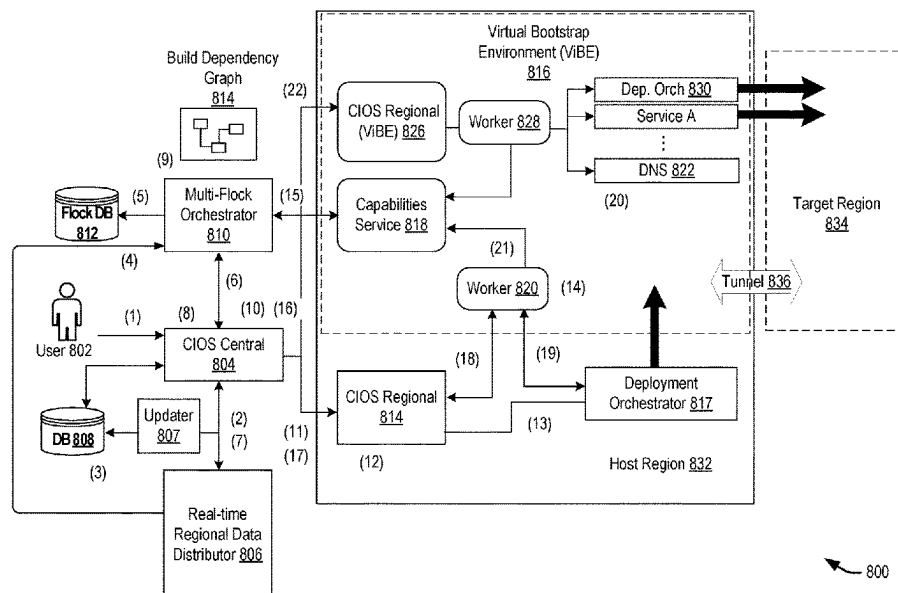 Virtual Bootstrap
Environment (ViBE)
816
Build Dependency
Graph
814
(22)
CIOS Regional
(ViBE) 826
Worker 828
Dep. Orch 830
Service A
⋮
DNS 822
(20)
(9)
(5)
Flock DB
812
Multi-Flock
Orchestrator
810
(15)
Capabilities
Service 818
Target Region
834
(4)
(6)
(21)
Worker 820
(14)
Tunnel 836
(1)
(8)
(10)
(16)
User 802
CIOS Central
804
(18)
(19)
CIOS Regional
814
Deployment
Orchestrator 817
(13)
DB 808
Updater
807
(2)
(7)
(11)
(17)
(12)
(3)
Host Region 832
Real-time
Regional Data
Distributor 806
800